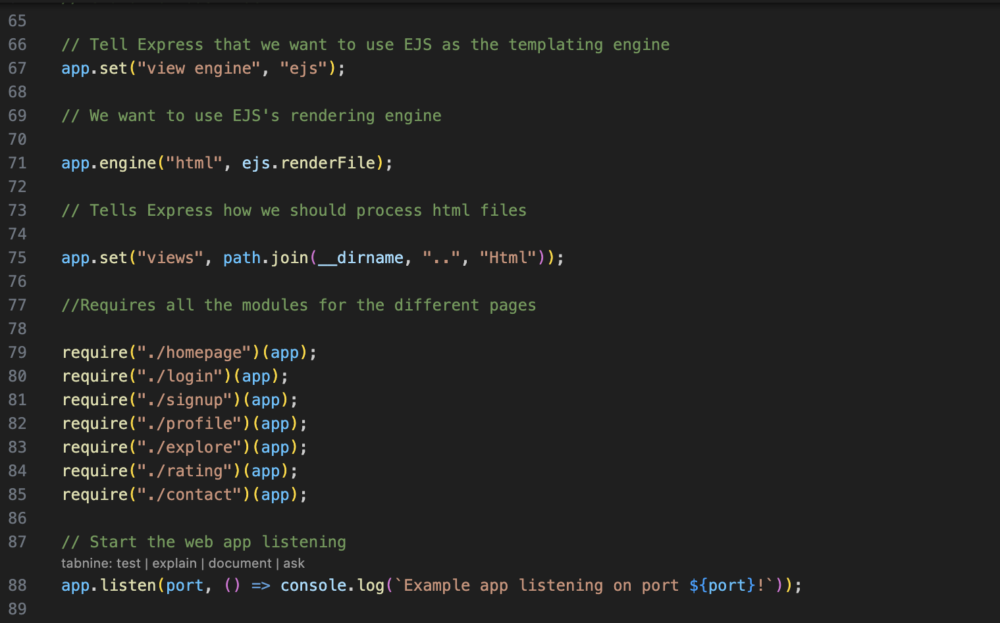 65
66 // Tell Express that we want to use EJS as the templating engine
67 app.set("view engine", "ejs");
68
69 // We want to use EJS's rendering engine
70
71 app.engine("html", ejs.renderFile);
72
73 // Tells Express how we should process html files
74
75 app.set("views", path.join(__dirname, "..", "Html"));
76
77 //Requires all the modules for the different pages
78
79 require("./homepage")(app);
80 require("./login")(app);
81 require("./signup")(app);
82 require("./profile")(app);
83 require("./explore")(app);
84 require("./rating")(app);
85 require("./contact")(app);
86
87 // Start the web app listening
tabnine: test | explain | document | ask
88 app.listen(port, () => console.log(`Example app listening on port ${port}!`));
89